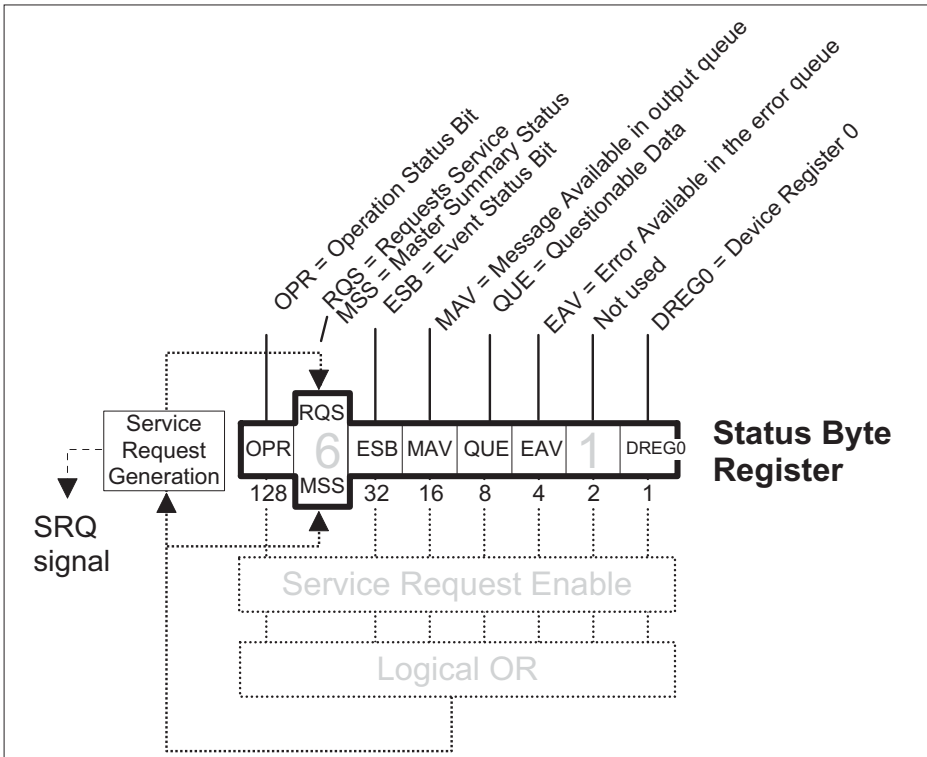 OPR = Operation Status Bit
RQS = Requests Service
MSS = Master Summary Status
ESB = Event Status Bit
MAV = Message Available in output queue
QUE = Questionable Data
EAV = Error Available in the error queue
Not used
DREG0 = Device Register 0
Service
Request
Generation
SRQ
signal
RQS
OPR 6 ESB MAV QUE EAV 1 DREG0
MSS
128 32 16 8 4 2 1
Status Byte
Register
Service Request Enable
Logical OR